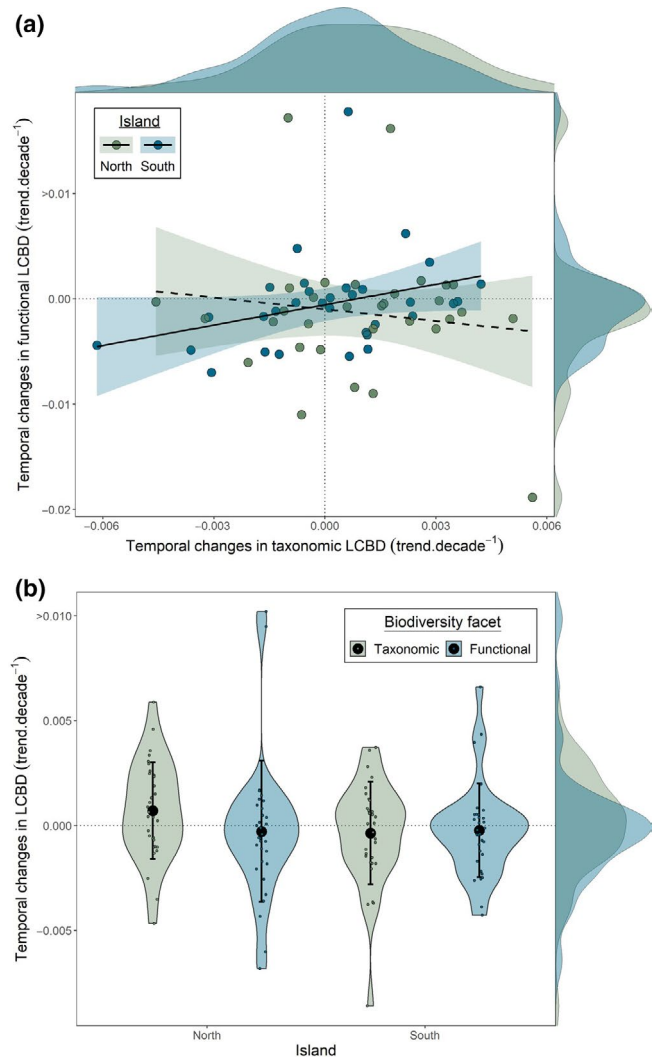 (a)
Island
North South
Temporal changes in functional LCBD (trend.decade⁻¹)
>0.01
0.00
−0.01
−0.02
−0.006 −0.003 0.000 0.003 0.006
Temporal changes in taxonomic LCBD (trend.decade⁻¹)
(b)
Biodiversity facet
Taxonomic Functional
Temporal changes in LCBD (trend.decade⁻¹)
>0.010
0.005
0.000
−0.005
North South
Island